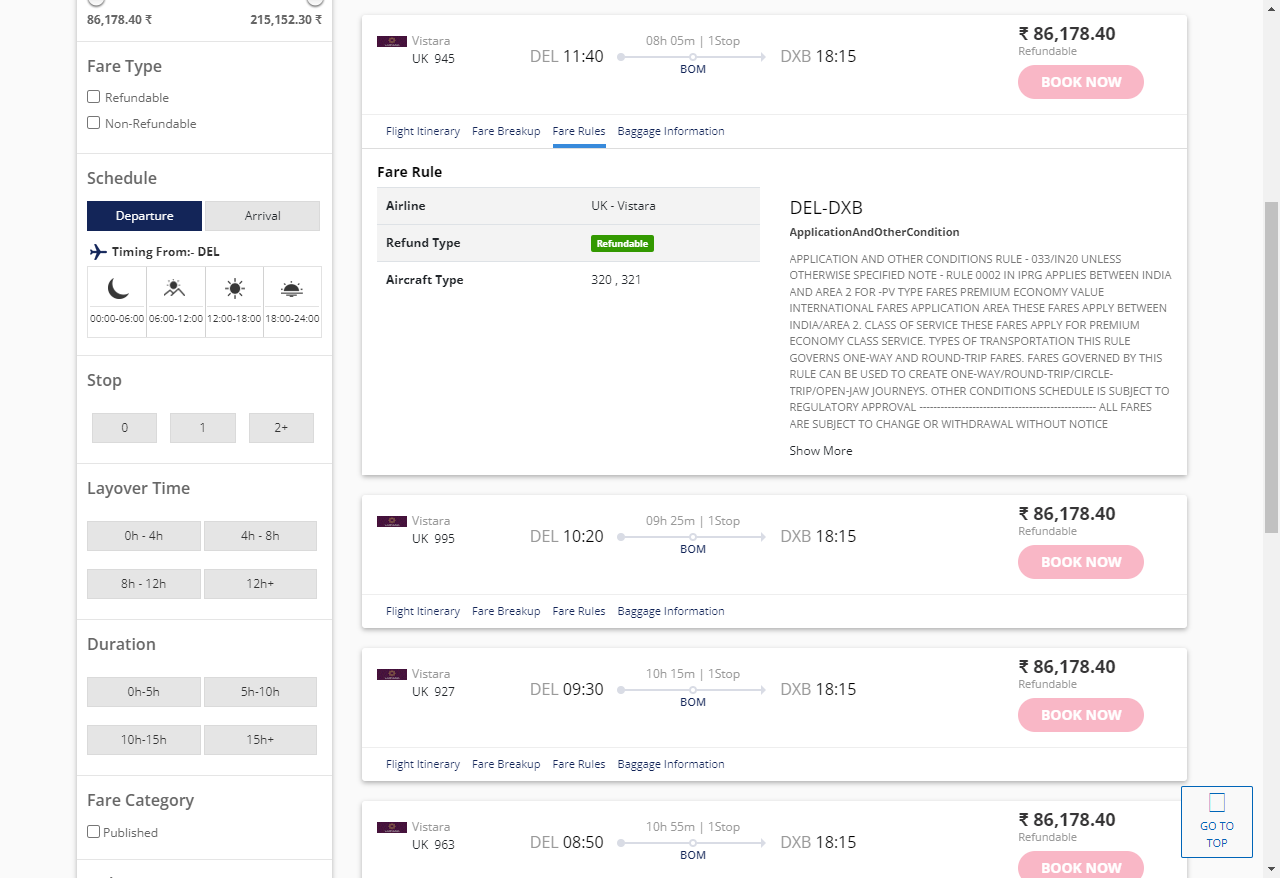 86,178.40 ₹ 215,152.30 ₹
Fare Type
Refundable
Non-Refundable
Schedule
Departure Arrival
Timing From:- DEL
00:00-06:00 06:00-12:00 12:00-18:00 18:00-24:00
Stop
0 1 2+
Layover Time
0h - 4h 4h - 8h
8h - 12h 12h+
Duration
0h-5h 5h-10h
10h-15h 15h+
Fare Category
Published
Vistara
UK 945
DEL 11:40
08h 05m | 1Stop
BOM
DXB 18:15
₹ 86,178.40
Refundable
BOOK NOW
Flight Itinerary Fare Breakup Fare Rules Baggage Information
Fare Rule
Airline UK - Vistara
Refund Type Refundable
Aircraft Type 320 , 321
DEL-DXB
ApplicationAndOtherCondition
APPLICATION AND OTHER CONDITIONS RULE - 033/IN20 UNLESS
OTHERWISE SPECIFIED NOTE - RULE 0002 IN IPRG APPLIES BETWEEN INDIA
AND AREA 2 FOR -PV TYPE FARES PREMIUM ECONOMY VALUE
INTERNATIONAL FARES APPLICATION AREA THESE FARES APPLY BETWEEN
INDIA/AREA 2. CLASS OF SERVICE THESE FARES APPLY FOR PREMIUM
ECONOMY CLASS SERVICE. TYPES OF TRANSPORTATION THIS RULE
GOVERNS ONE-WAY AND ROUND-TRIP FARES. FARES GOVERNED BY THIS
RULE CAN BE USED TO CREATE ONE-WAY/ROUND-TRIP/CIRCLE-
TRIP/OPEN-JAW JOURNEYS. OTHER CONDITIONS SCHEDULE IS SUBJECT TO
REGULATORY APPROVAL -------------------------------------------------- ALL FARES
ARE SUBJECT TO CHANGE OR WITHDRAWAL WITHOUT NOTICE
Show More
Vistara
UK 995
DEL 10:20
09h 25m | 1Stop
BOM
DXB 18:15
₹ 86,178.40
Refundable
BOOK NOW
Flight Itinerary Fare Breakup Fare Rules Baggage Information
Vistara
UK 927
DEL 09:30
10h 15m | 1Stop
BOM
DXB 18:15
₹ 86,178.40
Refundable
BOOK NOW
Flight Itinerary Fare Breakup Fare Rules Baggage Information
Vistara
UK 963
DEL 08:50
10h 55m | 1Stop
BOM
DXB 18:15
₹ 86,178.40
Refundable
BOOK NOW
GO TO
TOP